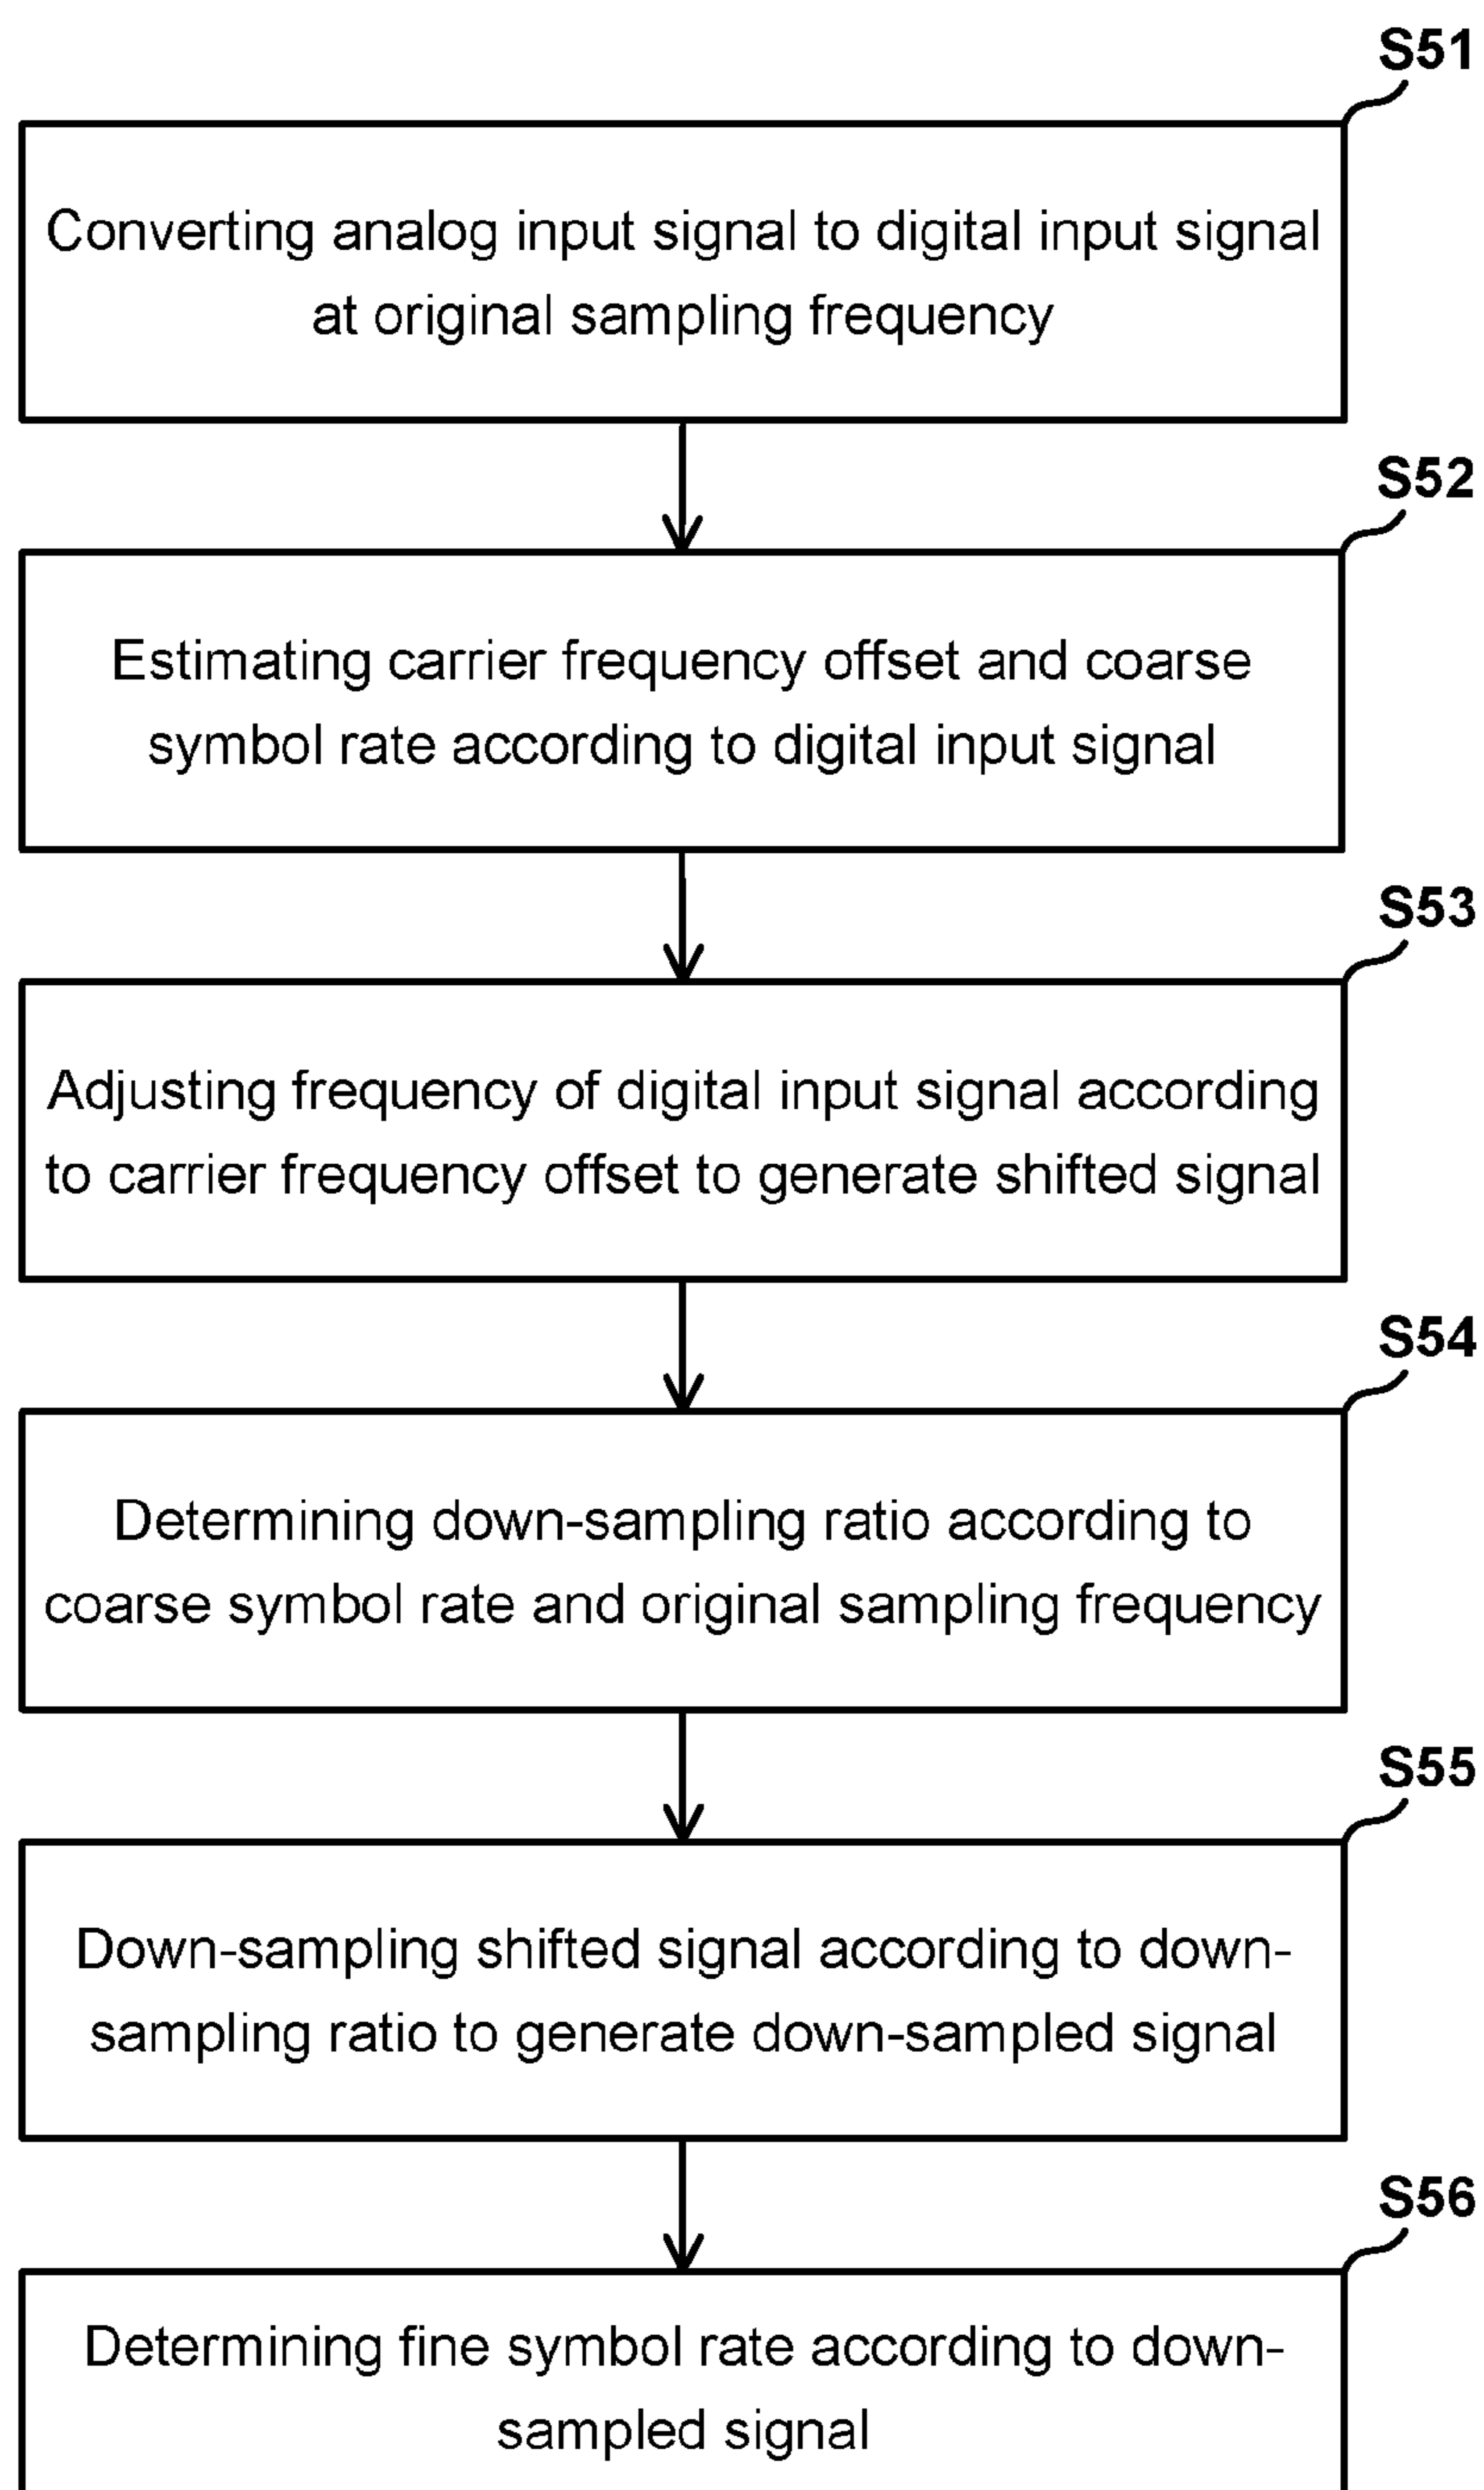 S51
Converting analog input signal to digital input signal
at original sampling frequency
S52
Estimating carrier frequency offset and coarse
symbol rate according to digital input signal
S53
Adjusting frequency of digital input signal according
to carrier frequency offset to generate shifted signal
S54
Determining down-sampling ratio according to
coarse symbol rate and original sampling frequency
S55
Down-sampling shifted signal according to down-
sampling ratio to generate down-sampled signal
S56
Determining fine symbol rate according to down-
sampled signal